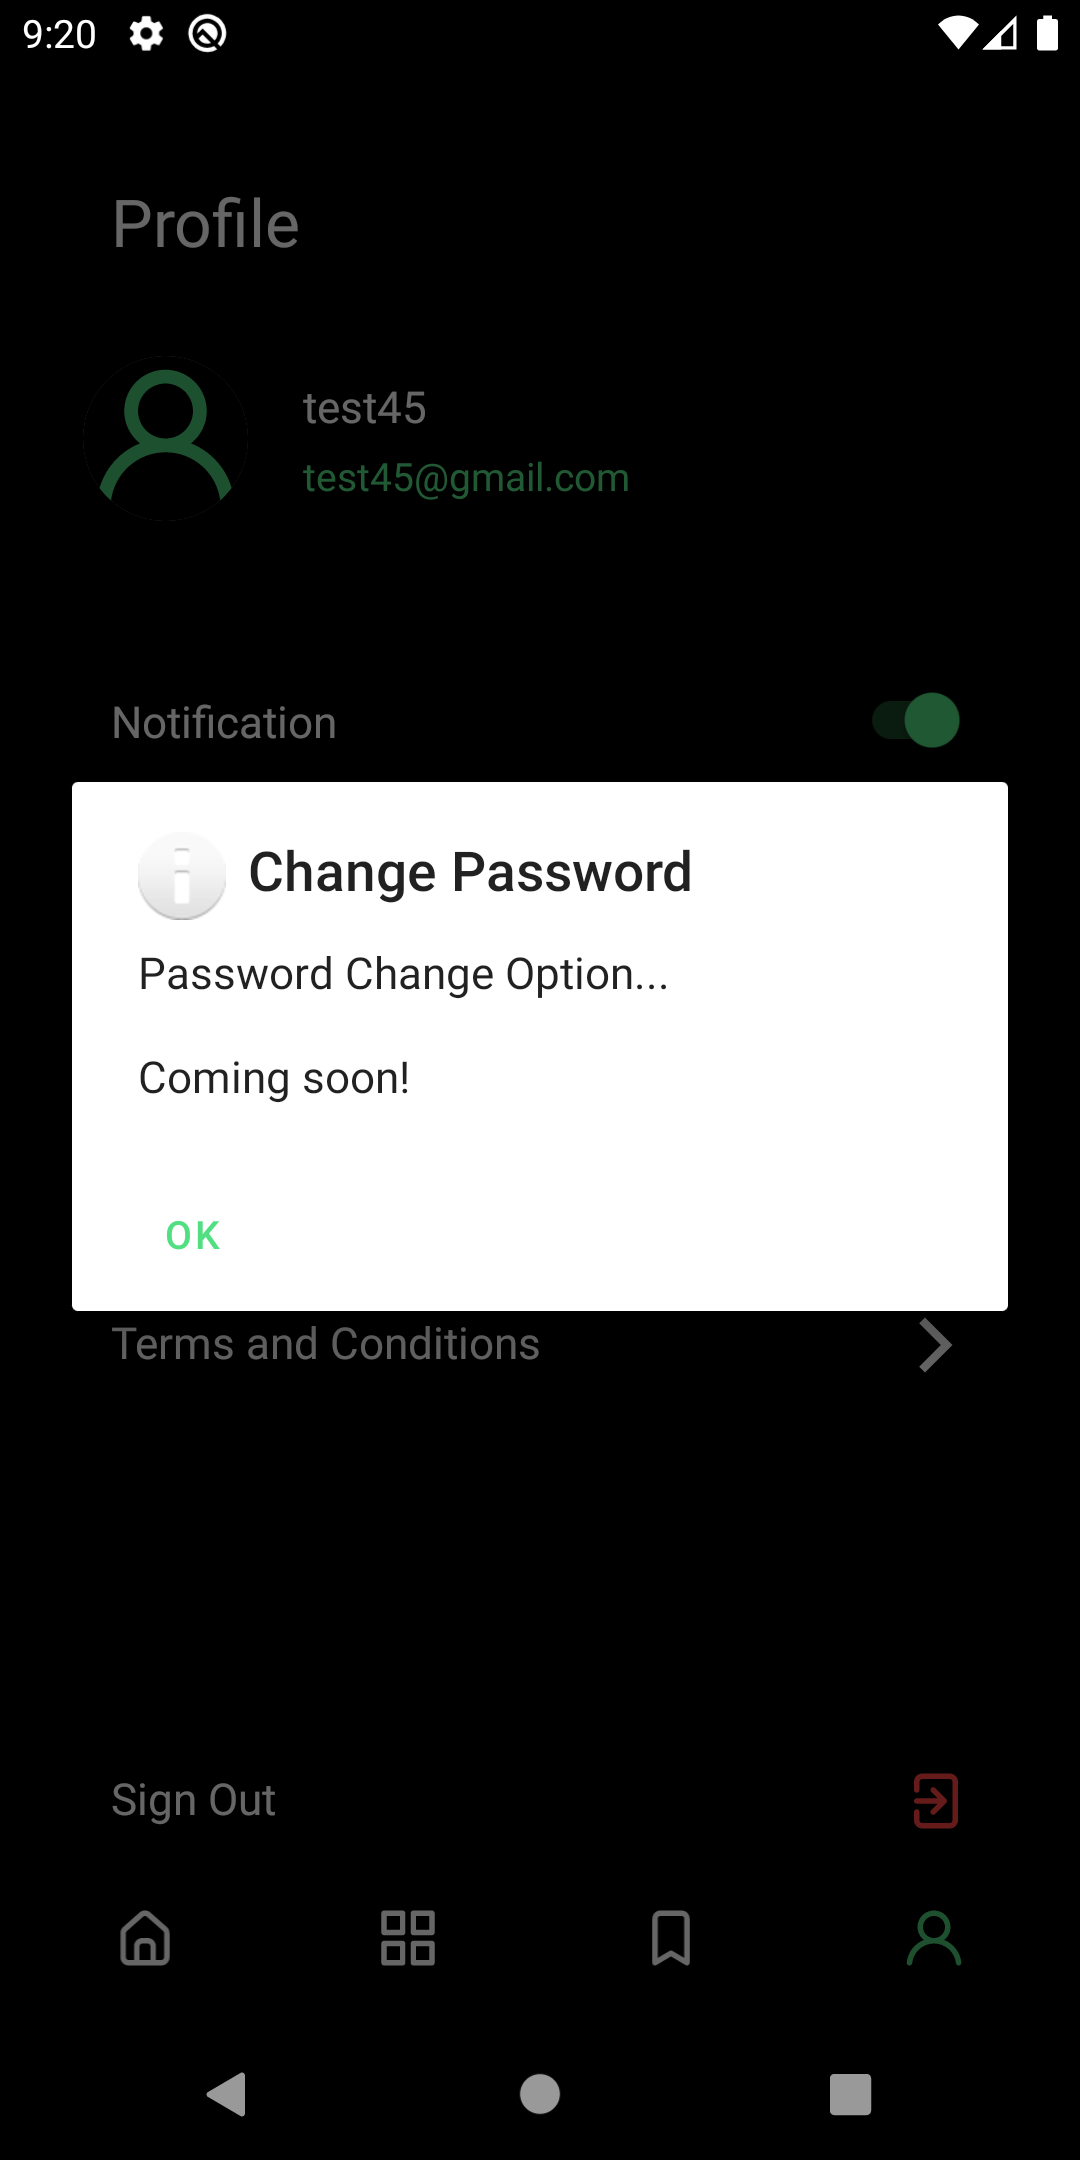 9:20
Profile
test45
test45@gmail.com
Notification
Change Password
Password Change Option...
Coming soon!
OK
Terms and Conditions
Sign Out